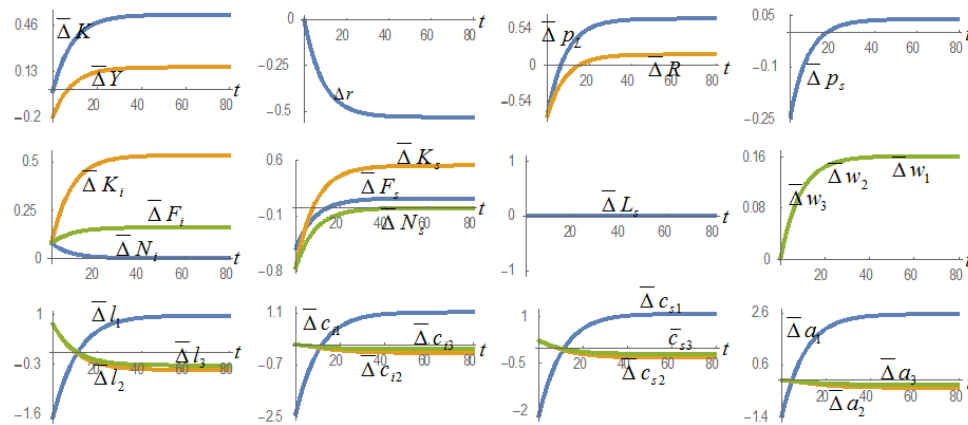 0.46 Δ̅ K t
0.13 Δ̅ Y
-0.2 20 40 60 80
0 20 40 60 80 t
-0.25 Δr
-0.5
0.54 Δ̅ p_L t
0 20 40 60 80
-0.54 Δ̅ R
20 40 60 80 t
-0.1 Δ̅ p_s
-0.25
0.5 Δ̅ K_i
0.25 Δ̅ F_i
0 Δ̅ N_i t
20 40 60 80
0.6 Δ̅ K_s
Δ̅ F_s t
-0.1 20 40 60 80
Δ̅ N_s
-0.8
1
0 Δ̅ L_s t
20 40 60 80
-1
0.16 Δ̅ w_2 Δ̅ w_1
0.08 Δ̅ w_3
0 20 40 60 80 t
1 Δ̅ l_1
Δ̅ l_3 t
-0.3 20 40 60 80
Δ̅ l_2
-1.6
1.1 Δ̅ c_i1
Δ̅ c_i3 t
-0.7 20 40 60 80
Δ̅ c_i2
-2.5
1 Δ̅ c_s1
c̅_s3 t
-0.5 20 40 60 80
Δ̅ c_s2
-2
2.6 Δ̅ a_1
0.6 Δ̅ a_3 t
20 40 60 80
-1.4 Δ̅ a_2